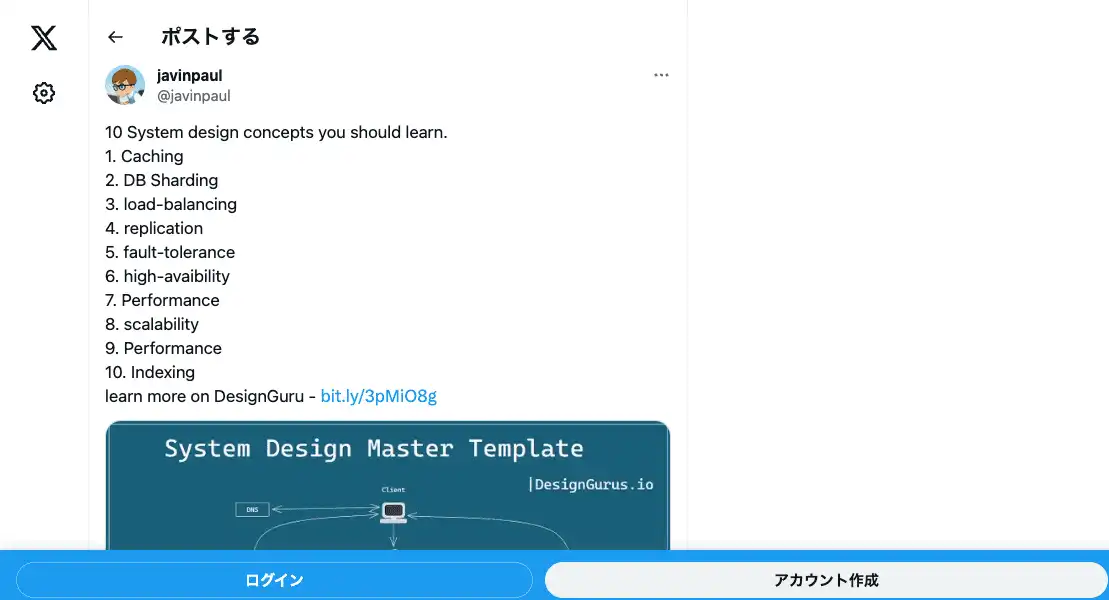 ポストする
javinpaul
@javinpaul
10 System design concepts you should learn.
1. Caching
2. DB Sharding
3. load-balancing
4. replication
5. fault-tolerance
6. high-avaibility
7. Performance
8. scalability
9. Performance
10. Indexing
learn more on DesignGuru - bit.ly/3pMiO8g
System Design Master Template
|DesignGurus.io
Client
DNS
ログイン
アカウント作成